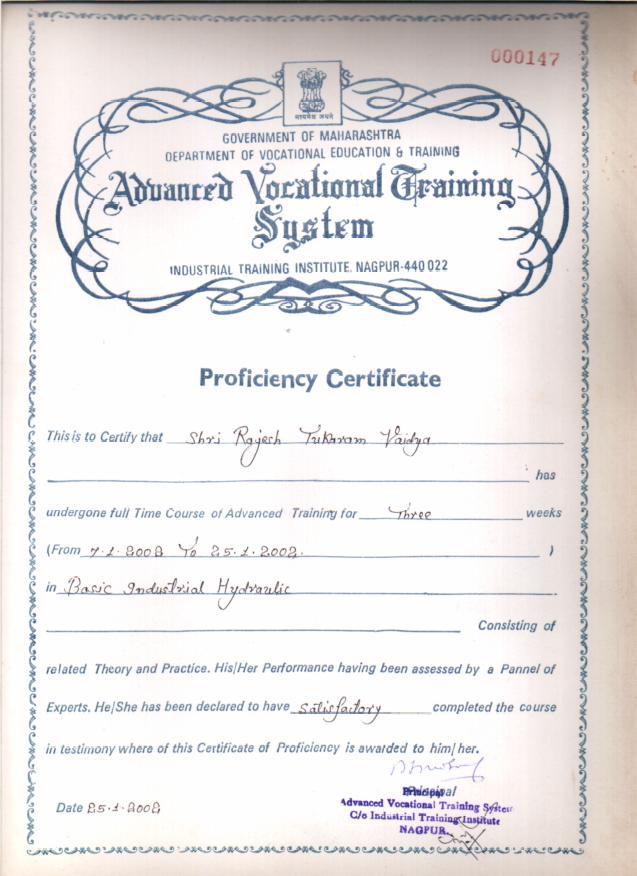 000147
सत्यमेव जयते
GOVERNMENT OF MAHARASHTRA
DEPARTMENT OF VOCATIONAL EDUCATION & TRAINING
Advanced Vocational Training
System
INDUSTRIAL TRAINING INSTITUTE, NAGPUR-440 022
Proficiency Certificate
This is to Certify that Shri Rajesh Tukaram Vaidya
has
undergone full Time Course of Advanced Training for Three weeks
(From 7.1.2002 To 25.1.2002. )
in Basic Industrial Hydraulic
Consisting of
related Theory and Practice. His/Her Performance having been assessed by a Pannel of
Experts. He/She has been declared to have Satisfactory completed the course
in testimony where of this Certificate of Proficiency is awarded to him/her.
Principal
Advanced Vocational Training System
C/o Industrial Training Institute
NAGPUR.
Date 25.1.2002